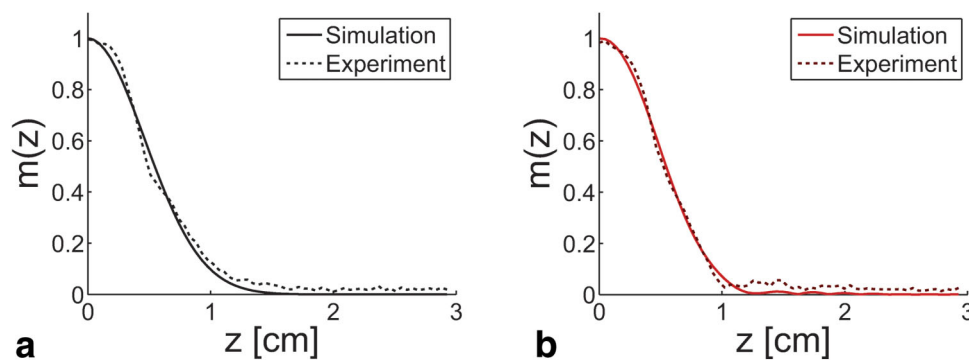 Simulation
Experiment
1
0.8
0.6
0.4
0.2
0
m(z)
0 1 2 3
z [cm]
a
Simulation
Experiment
1
0.8
0.6
0.4
0.2
0
m(z)
0 1 2 3
z [cm]
b